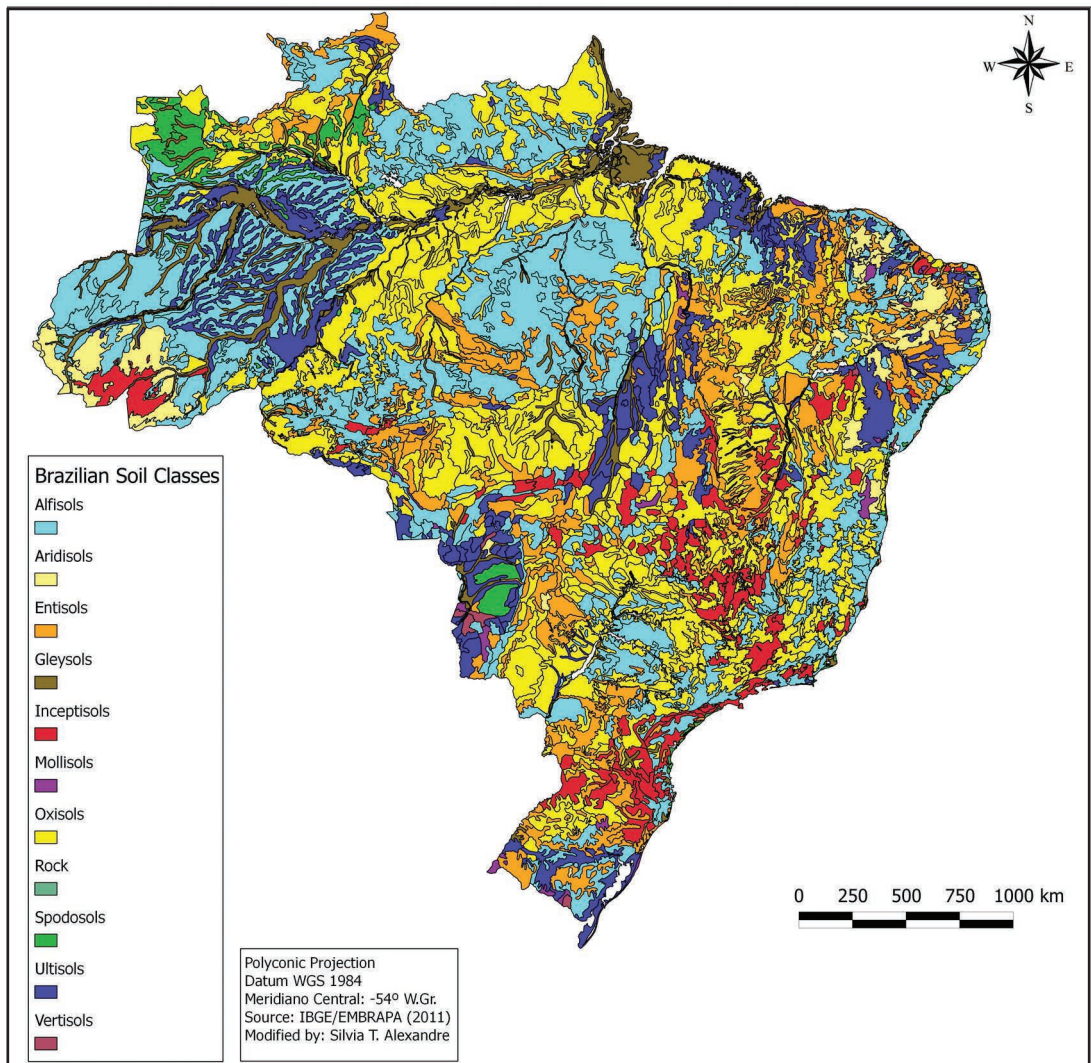 N
W E
S
Brazilian Soil Classes
Alfisols
Aridisols
Entisols
Gleysols
Inceptisols
Mollisols
Oxisols
Rock
Spodosols
Ultisols
Vertisols
0 250 500 750 1000 km
Polyconic Projection
Datum WGS 1984
Meridiano Central: -54º W.Gr.
Source: IBGE/EMBRAPA (2011)
Modified by: Silvia T. Alexandre